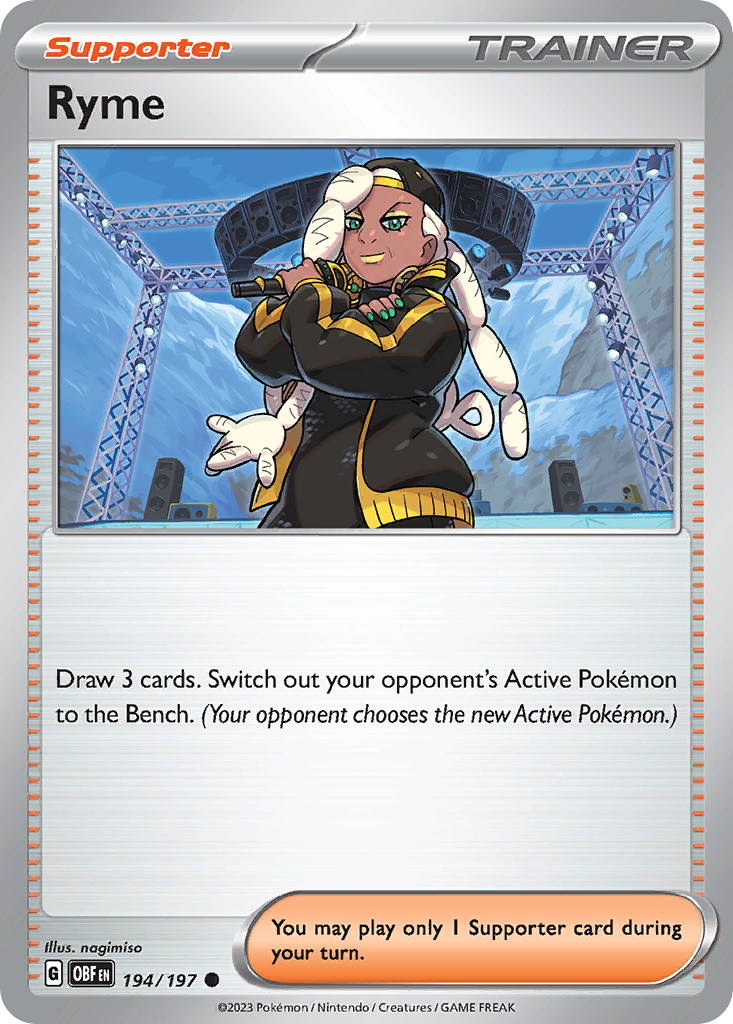 Supporter
TRAINER
Ryme
Draw 3 cards. Switch out your opponent's Active Pokémon
to the Bench. (Your opponent chooses the new Active Pokémon.)
You may play only 1 Supporter card during
your turn.
Illus. nagimiso
G OBF EN 194/197
©2023 Pokémon / Nintendo / Creatures / GAME FREAK